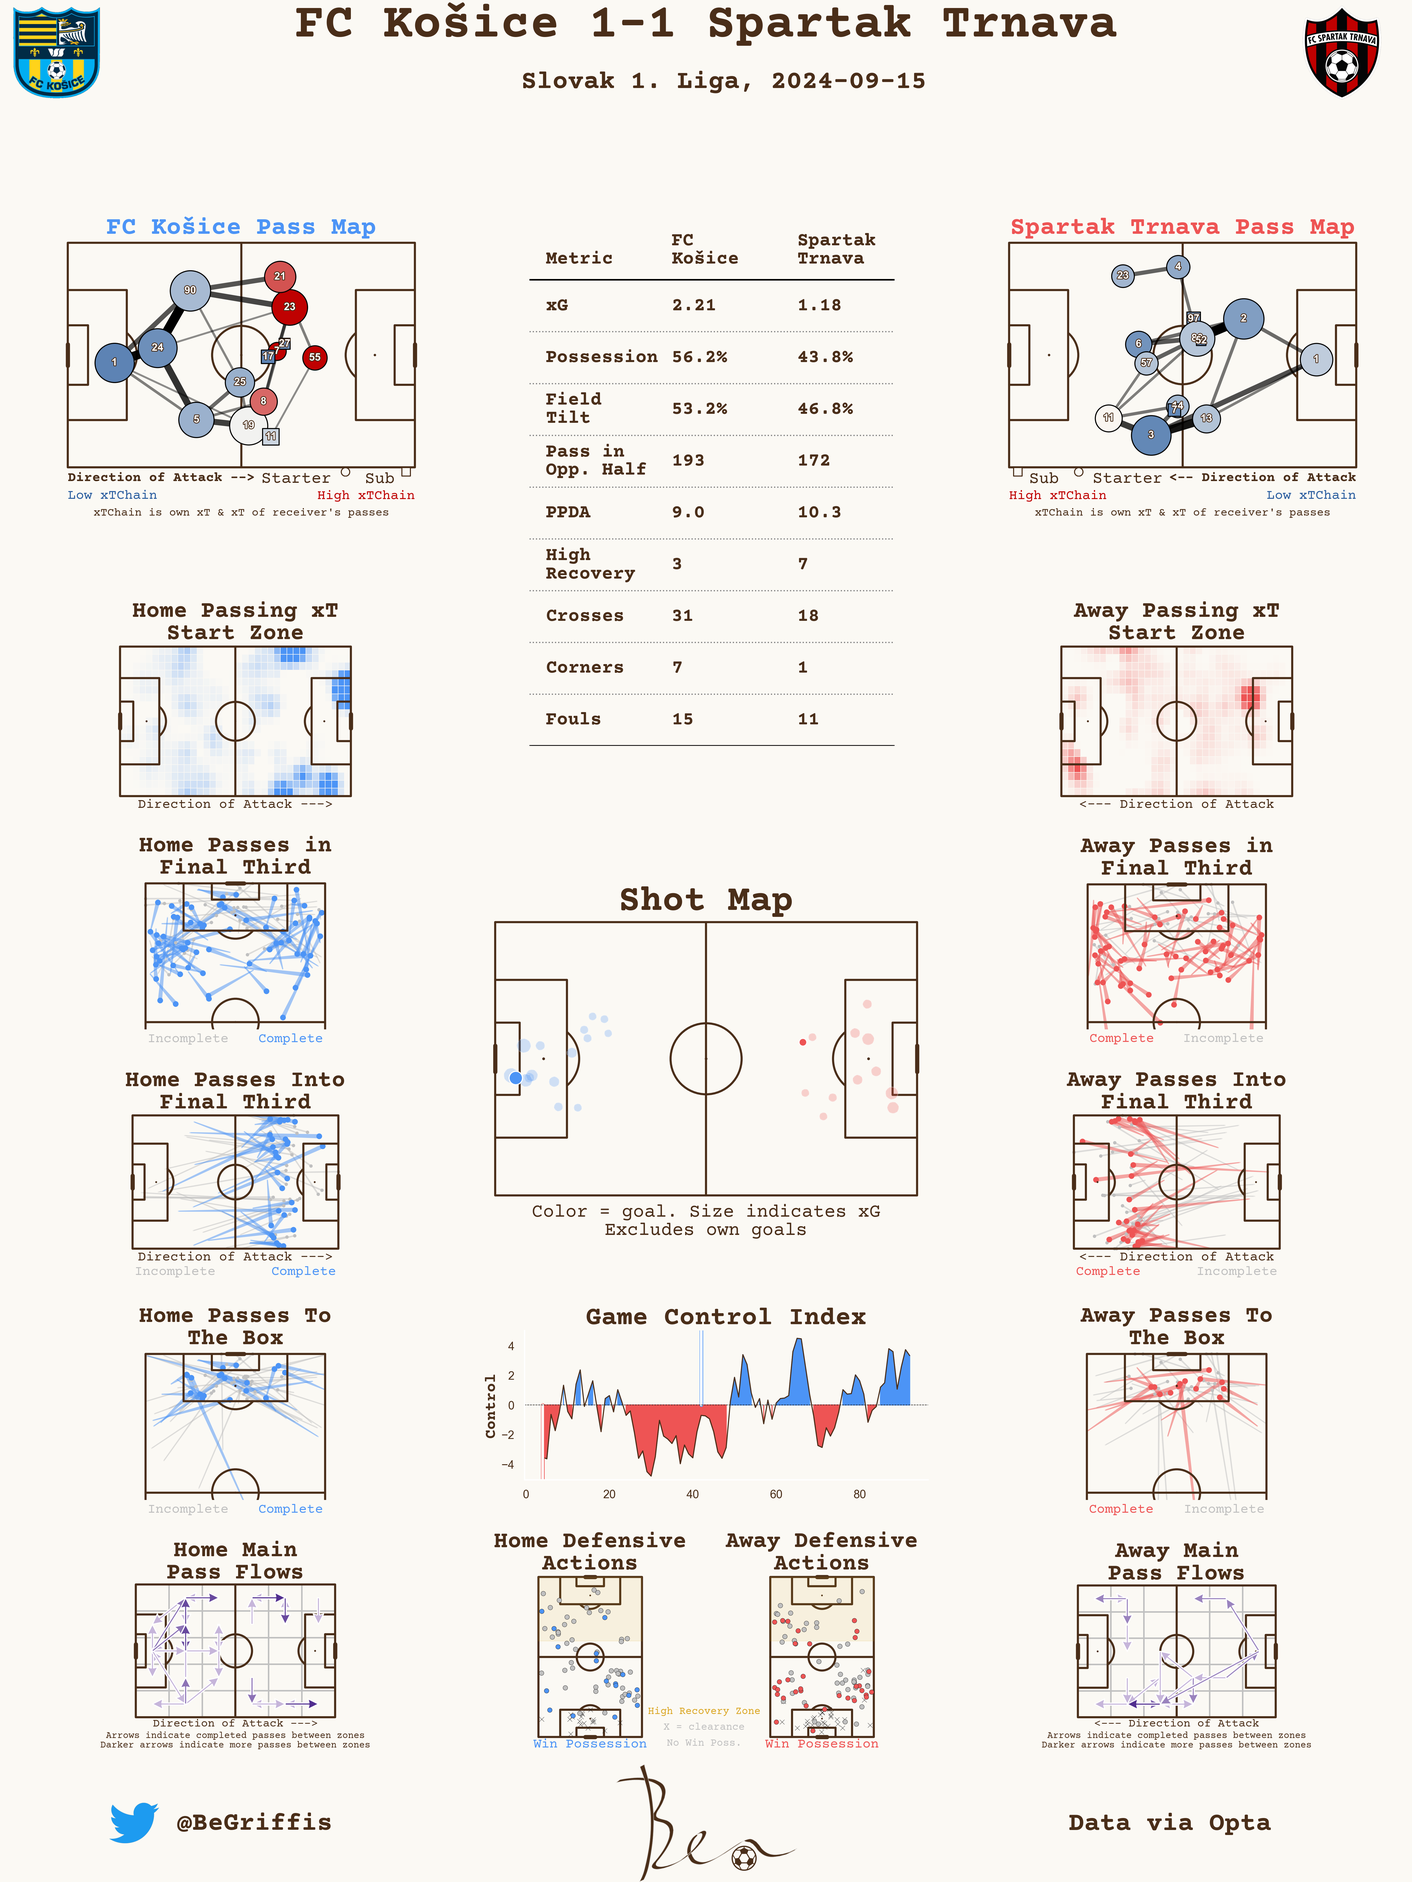 FC Košice 1-1 Spartak Trnava
Slovak 1. Liga, 2024-09-15
FC KOŠICE
FC SPARTAK TRNAVA
FC Košice Pass Map
90
21
23
24
1
27
17
7
55
25
8
5
19
11
Direction of Attack --> Starter Sub
Low xTChain High xTChain
xTChain is own xT & xT of receiver's passes
Metric FC Košice Spartak Trnava
xG 2.21 1.18
Possession 56.2% 43.8%
Field Tilt 53.2% 46.8%
Pass in Opp. Half 193 172
PPDA 9.0 10.3
High Recovery 3 7
Crosses 31 18
Corners 7 1
Fouls 15 11
Spartak Trnava Pass Map
23
4
97
2
6
52
57
1
11
13
3
Sub Starter <-- Direction of Attack
High xTChain Low xTChain
xTChain is own xT & xT of receiver's passes
Home Passing xT
Start Zone
Direction of Attack --->
Away Passing xT
Start Zone
<--- Direction of Attack
Home Passes in
Final Third
Incomplete Complete
Away Passes in
Final Third
Complete Incomplete
Shot Map
Color = goal. Size indicates xG
Excludes own goals
Home Passes Into
Final Third
Direction of Attack --->
Incomplete Complete
Away Passes Into
Final Third
<--- Direction of Attack
Complete Incomplete
Home Passes To
The Box
Incomplete Complete
Game Control Index
Control
4
2
0
−2
−4
0 20 40 60 80
Away Passes To
The Box
Complete Incomplete
Home Main
Pass Flows
Direction of Attack --->
Arrows indicate completed passes between zones
Darker arrows indicate more passes between zones
Home Defensive
Actions
Win Possession
Away Defensive
Actions
Win Possession
High Recovery Zone
X = clearance
No Win Poss.
Away Main
Pass Flows
<--- Direction of Attack
Arrows indicate completed passes between zones
Darker arrows indicate more passes between zones
@BeGriffis
Ben
Data via Opta